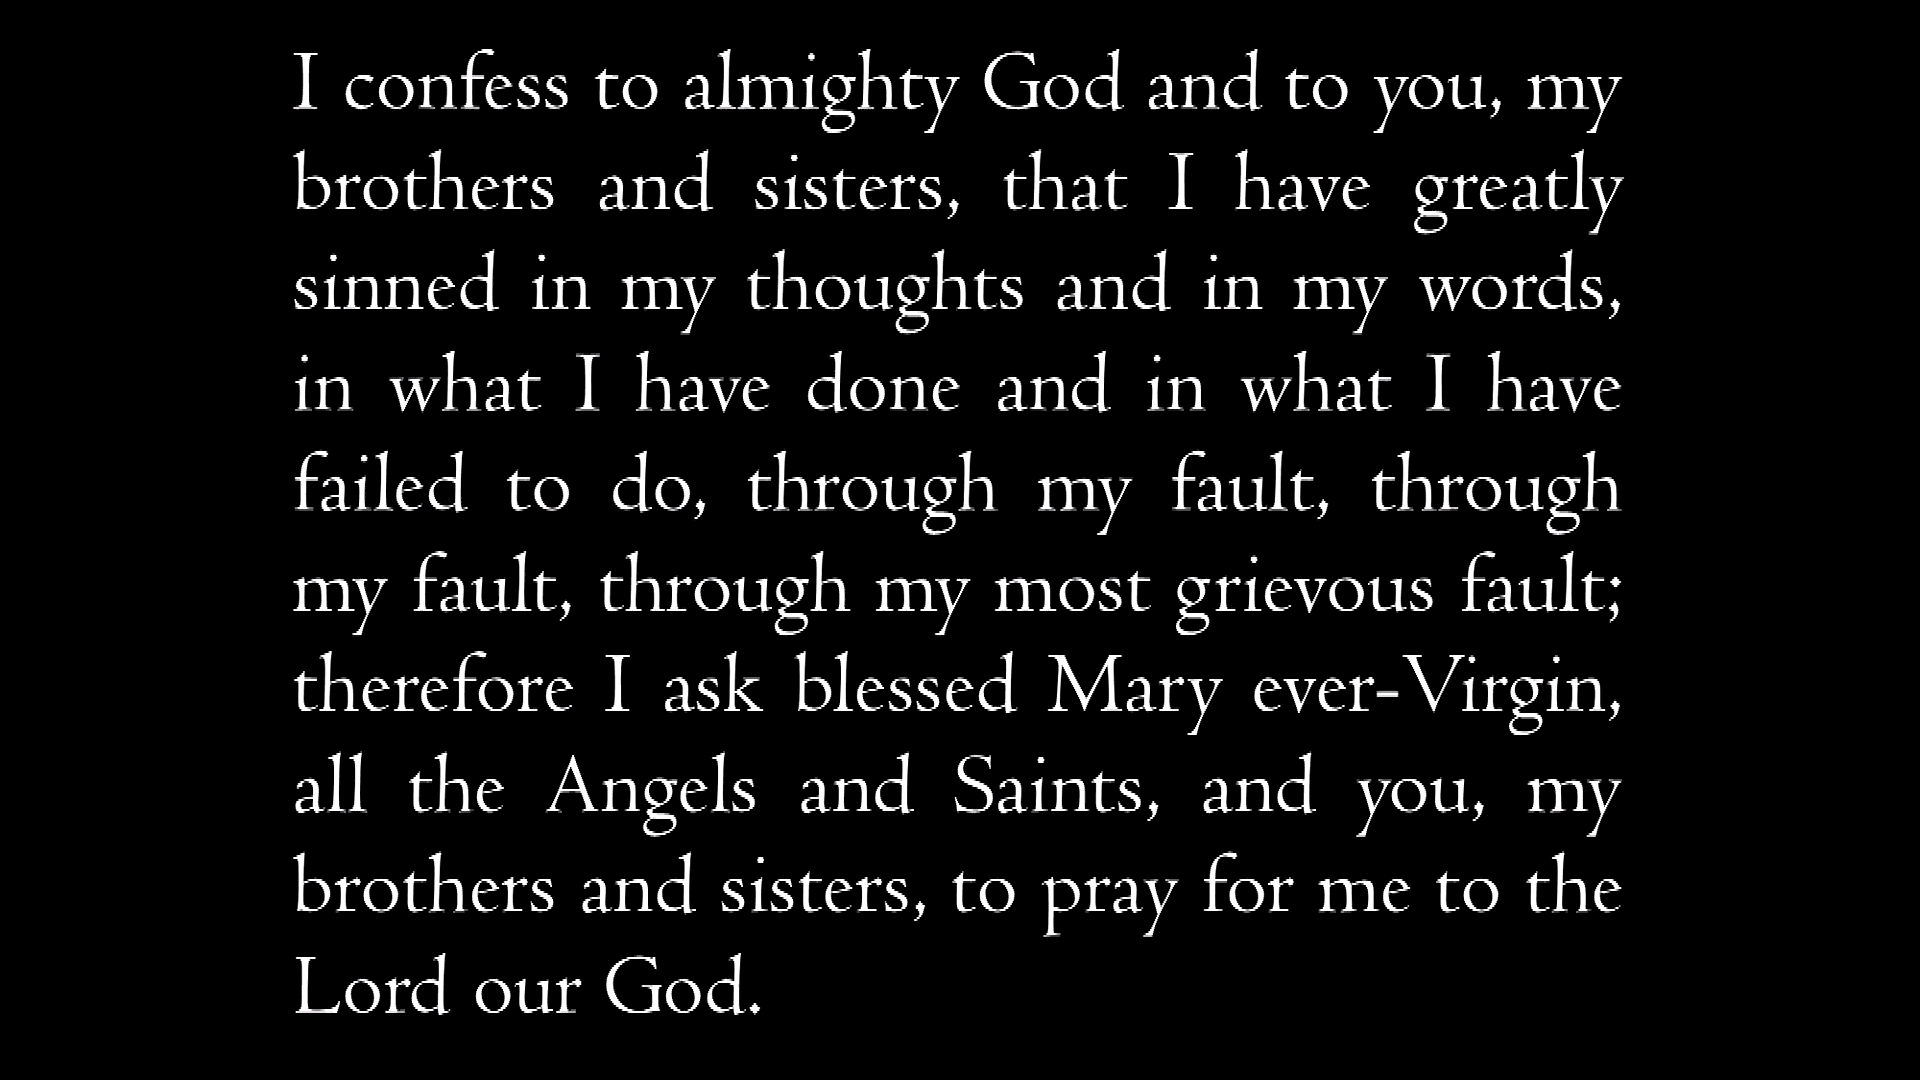 I confess to almighty God and to you, my
brothers and sisters, that I have greatly
sinned in my thoughts and in my words,
in what I have done and in what I have
failed to do, through my fault, through
my fault, through my most grievous fault;
therefore I ask blessed Mary ever-Virgin,
all the Angels and Saints, and you, my
brothers and sisters, to pray for me to the
Lord our God.